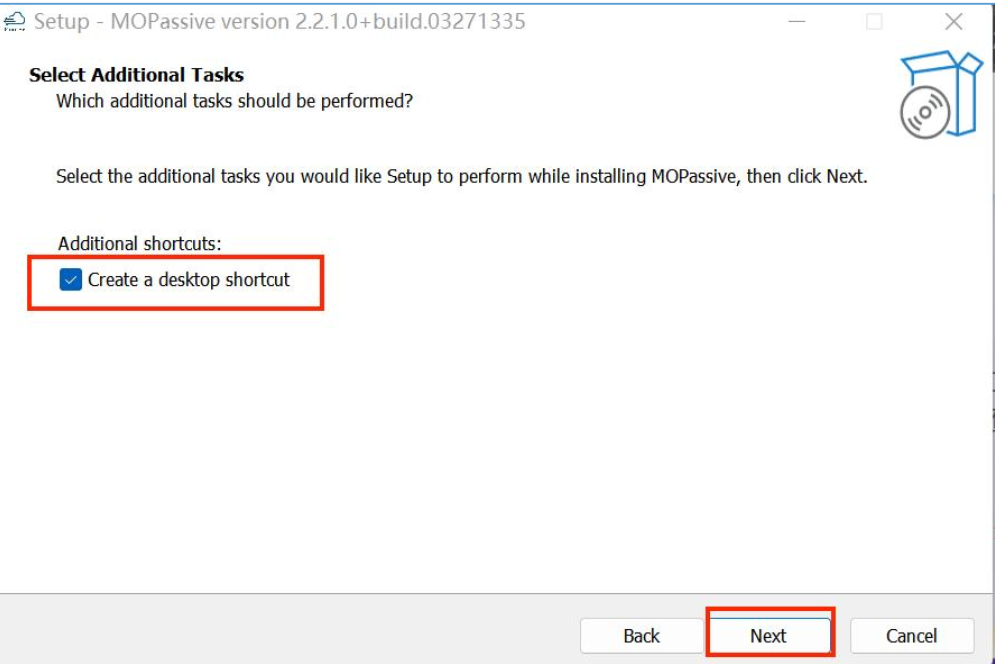 Setup - MOPassive version 2.2.1.0+build.03271335
Select Additional Tasks
Which additional tasks should be performed?
Select the additional tasks you would like Setup to perform while installing MOPassive, then click Next.
Additional shortcuts:
Create a desktop shortcut
Back
Next
Cancel